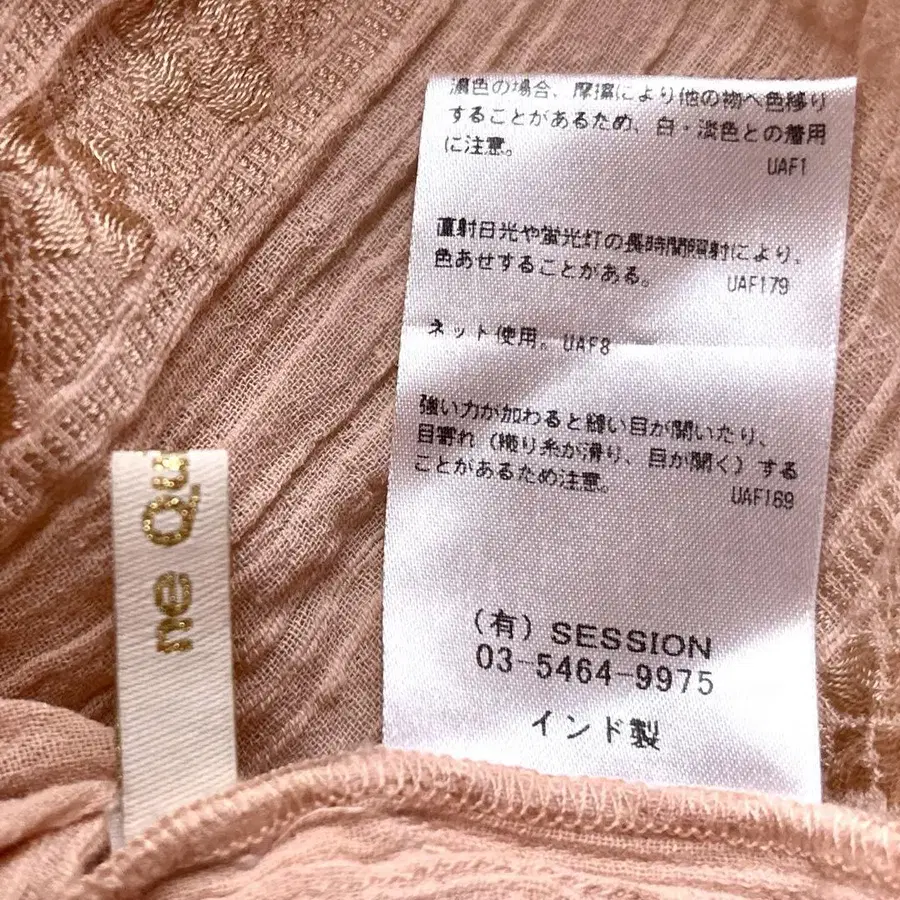 濃色の場合、摩擦により他の物へ色移り
することがあるため、白・淡色との着用
に注意。
UAF1
直射日光や蛍光灯の長時間照射により、
色あせすることがある。 UAF179
ネット使用。UAF8
強い力が加わると縫い目が開いたり、
目寄れ（織り糸が滑り、目が開く）する
ことがあるため注意。
UAF169
(有) SESSION
03-5464-9975
インド製
ne Qu